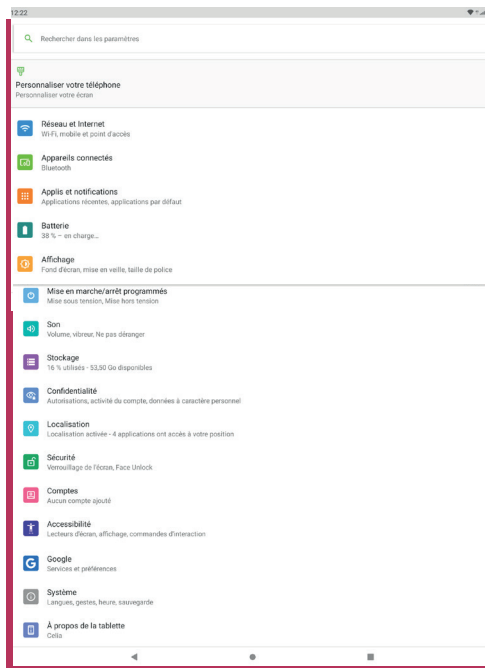 12:22
Rechercher dans les paramètres
Personnaliser votre téléphone
Personnaliser votre écran
Réseau et Internet
Wi-Fi, mobile et point d'accès
Appareils connectés
Bluetooth
Applis et notifications
Applications récentes, applications par défaut
Batterie
38 % – en charge…
Affichage
Fond d'écran, mise en veille, taille de police
Mise en marche/arrêt programmés
Mise sous tension, Mise hors tension
Son
Volume, vibreur, Ne pas déranger
Stockage
16 % utilisés - 53,50 Go disponibles
Confidentialité
Autorisations, activité du compte, données à caractère personnel
Localisation
Localisation activée - 4 applications ont accès à votre position
Sécurité
Verrouillage de l'écran, Face Unlock
Comptes
Aucun compte ajouté
Accessibilité
Lecteurs d'écran, affichage, commandes d'interaction
Google
Services et préférences
Système
Langues, gestes, heure, sauvegarde
À propos de la tablette
Celia